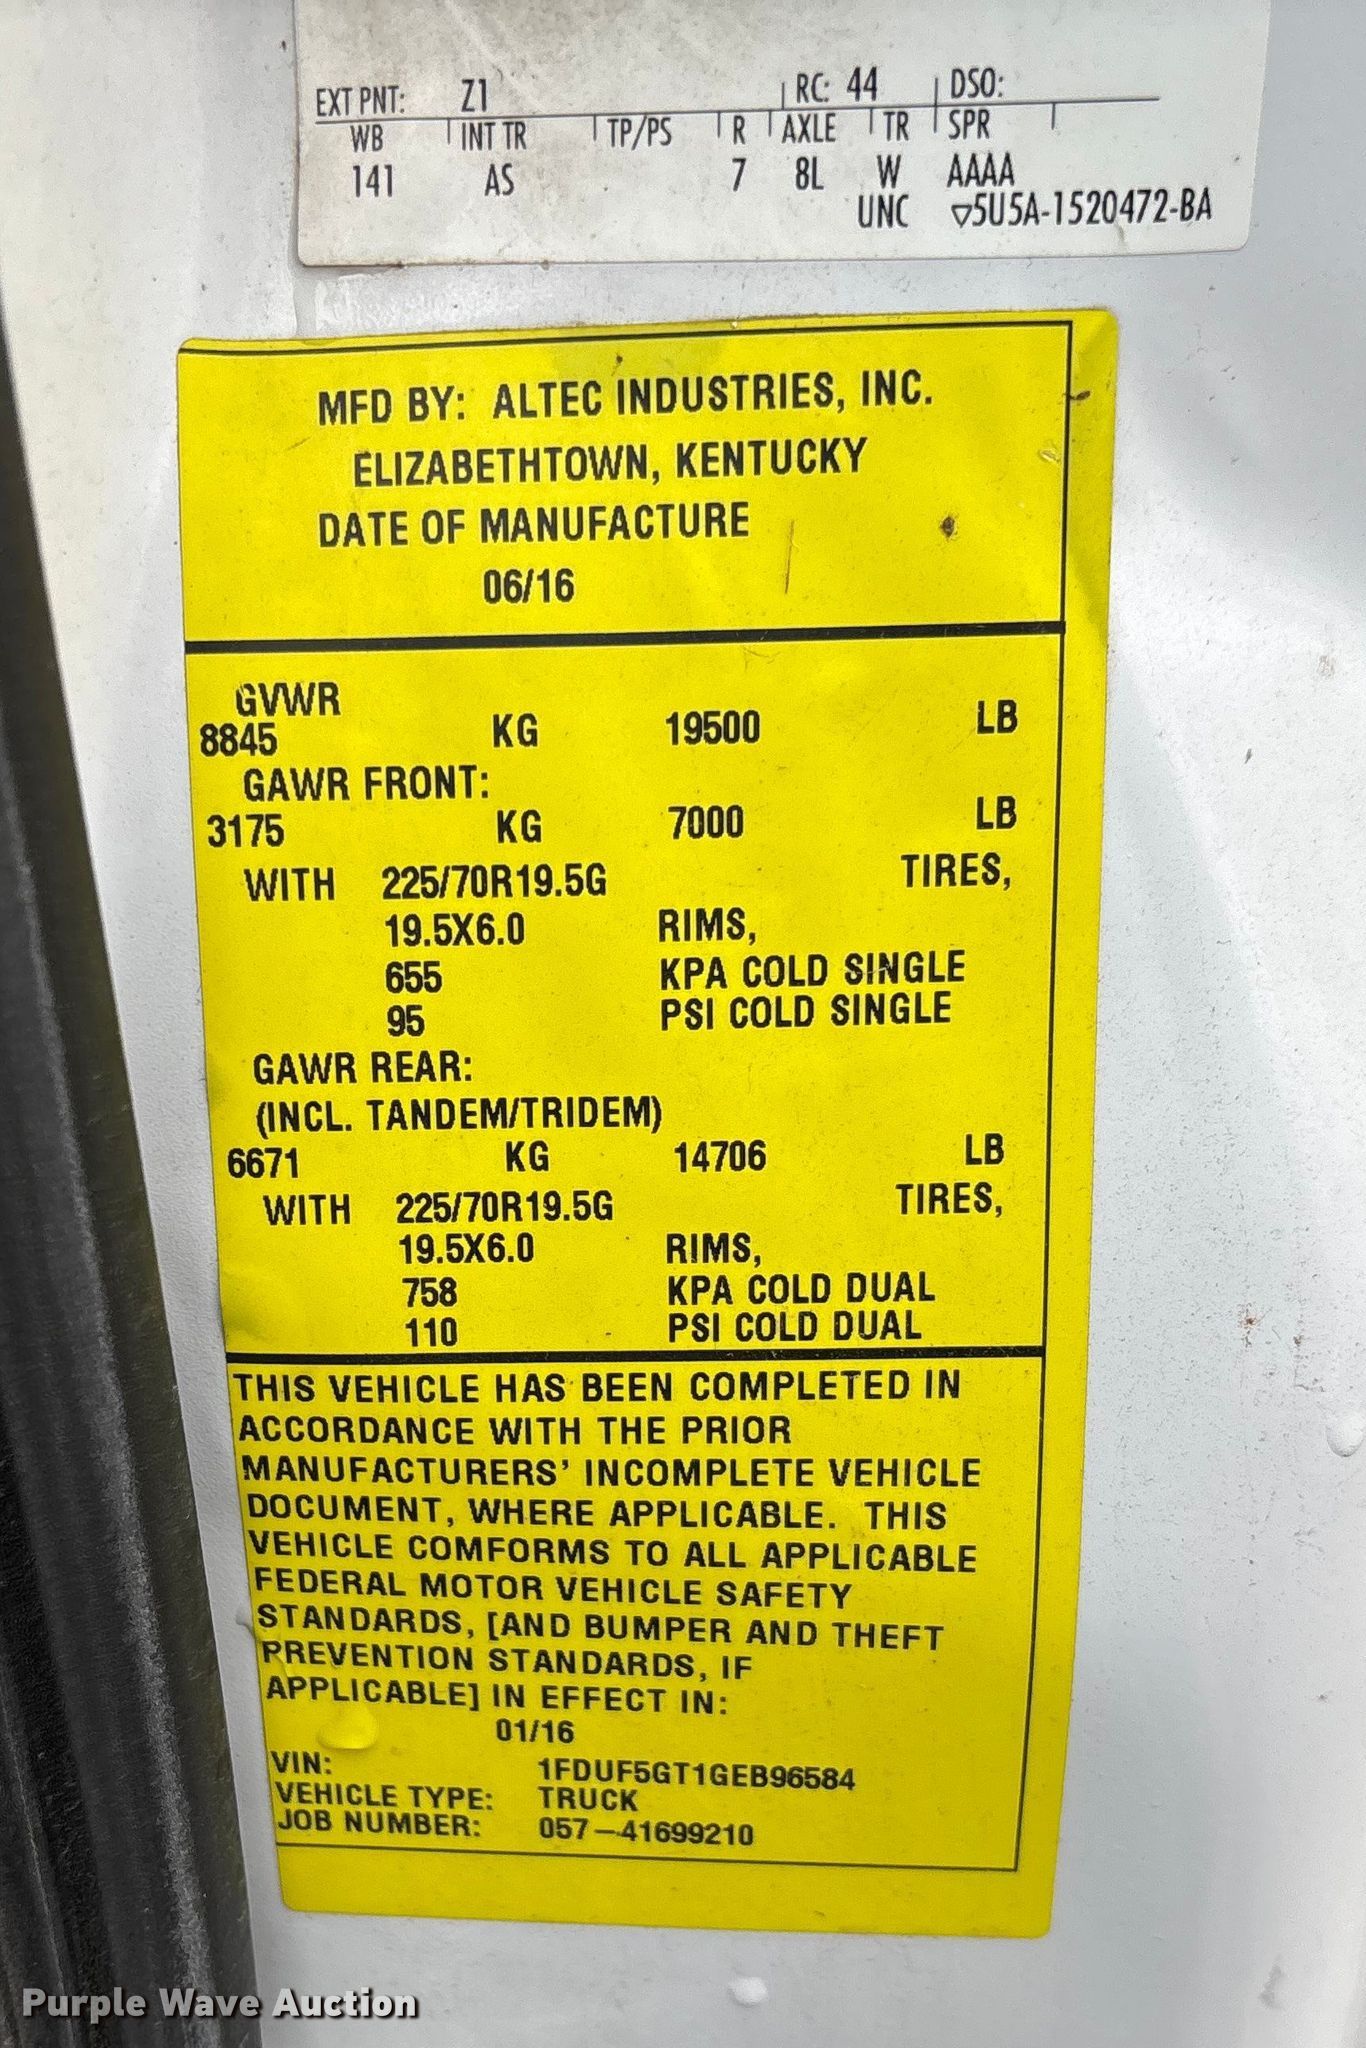 EXT PNT: Z1 RC: 44 DSO:
WB INT TR TP/PS R AXLE TR SPR
141 AS 7 8L W AAAA
UNC ▽5U5A-1520472-BA
MFD BY: ALTEC INDUSTRIES, INC.
ELIZABETHTOWN, KENTUCKY
DATE OF MANUFACTURE
06/16
GVWR
8845 KG 19500 LB
GAWR FRONT:
3175 KG 7000 LB
WITH 225/70R19.5G TIRES,
19.5X6.0 RIMS,
655 KPA COLD SINGLE
95 PSI COLD SINGLE
GAWR REAR:
(INCL. TANDEM/TRIDEM)
6671 KG 14706 LB
WITH 225/70R19.5G TIRES,
19.5X6.0 RIMS,
758 KPA COLD DUAL
110 PSI COLD DUAL
THIS VEHICLE HAS BEEN COMPLETED IN
ACCORDANCE WITH THE PRIOR
MANUFACTURERS' INCOMPLETE VEHICLE
DOCUMENT, WHERE APPLICABLE. THIS
VEHICLE COMFORMS TO ALL APPLICABLE
FEDERAL MOTOR VEHICLE SAFETY
STANDARDS, [AND BUMPER AND THEFT
PREVENTION STANDARDS, IF
APPLICABLE] IN EFFECT IN:
01/16
VIN: 1FDUF5GT1GEB96584
VEHICLE TYPE: TRUCK
JOB NUMBER: 057-41699210
Purple Wave Auction